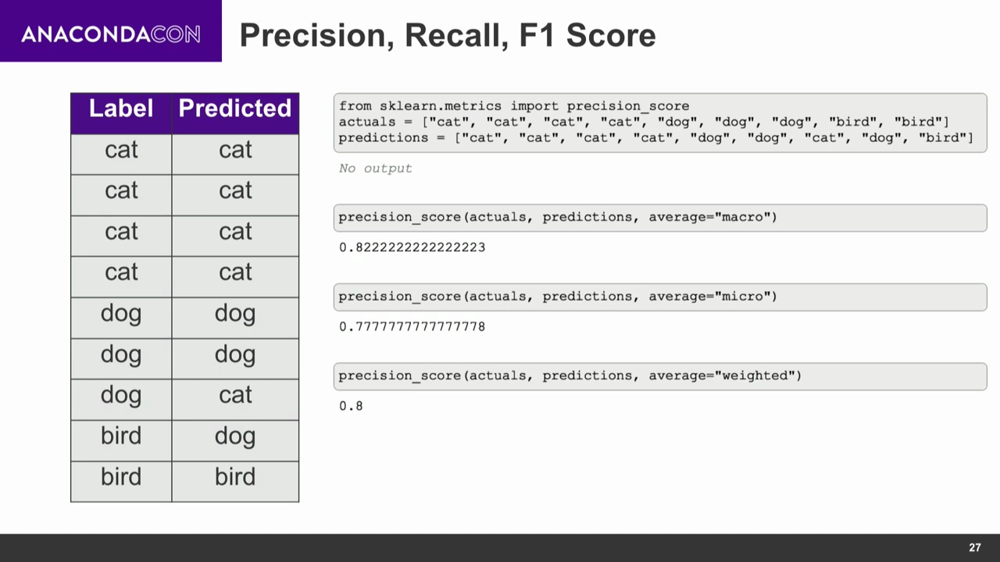 ANACONDACON
Precision, Recall, F1 Score
Label Predicted
cat cat
cat cat
cat cat
cat cat
dog dog
dog dog
dog cat
bird dog
bird bird
from sklearn.metrics import precision_score
actuals = ["cat", "cat", "cat", "cat", "dog", "dog", "dog", "bird", "bird"]
predictions = ["cat", "cat", "cat", "cat", "dog", "dog", "cat", "dog", "bird"]
No output
precision_score(actuals, predictions, average="macro")
0.8222222222222223
precision_score(actuals, predictions, average="micro")
0.7777777777777778
precision_score(actuals, predictions, average="weighted")
0.8
27